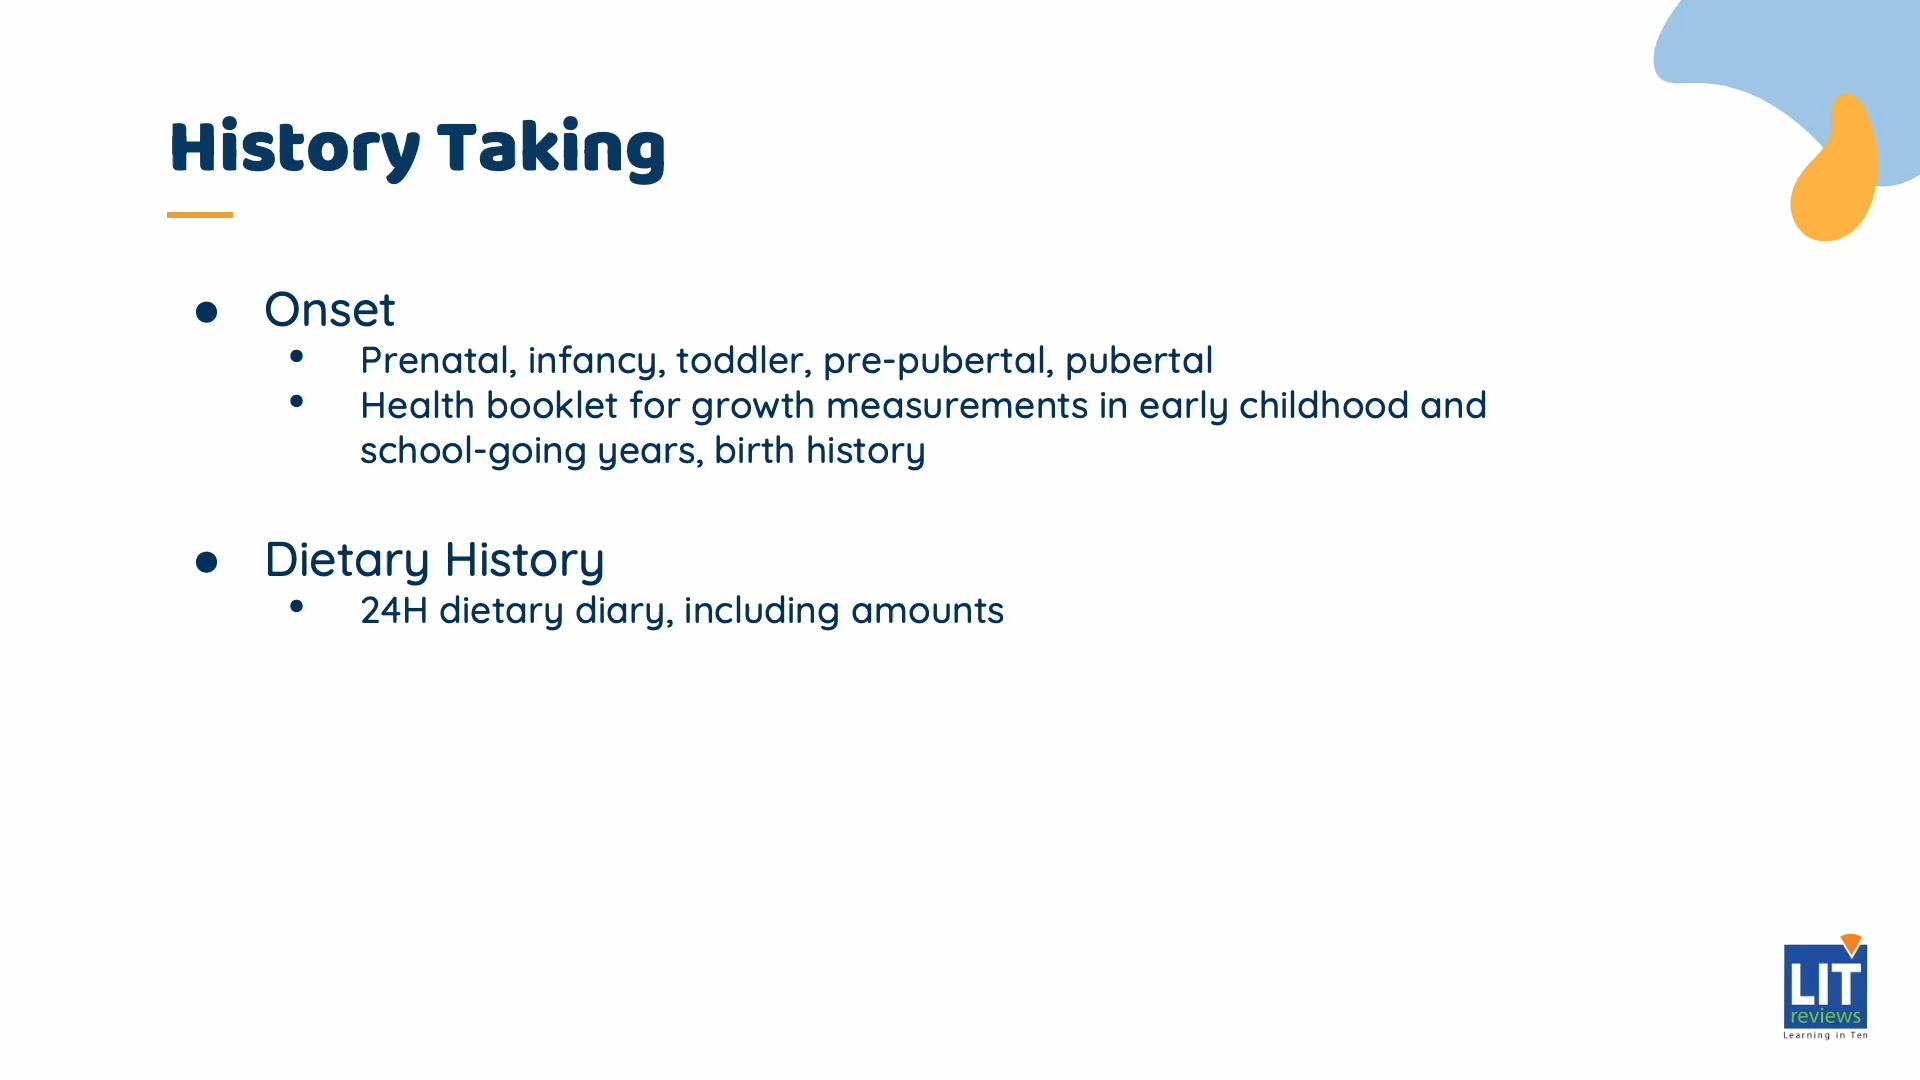 History Taking
● Onset
• Prenatal, infancy, toddler, pre-pubertal, pubertal
• Health booklet for growth measurements in early childhood and
school-going years, birth history
● Dietary History
• 24H dietary diary, including amounts
LIT
reviews
Learning in Ten